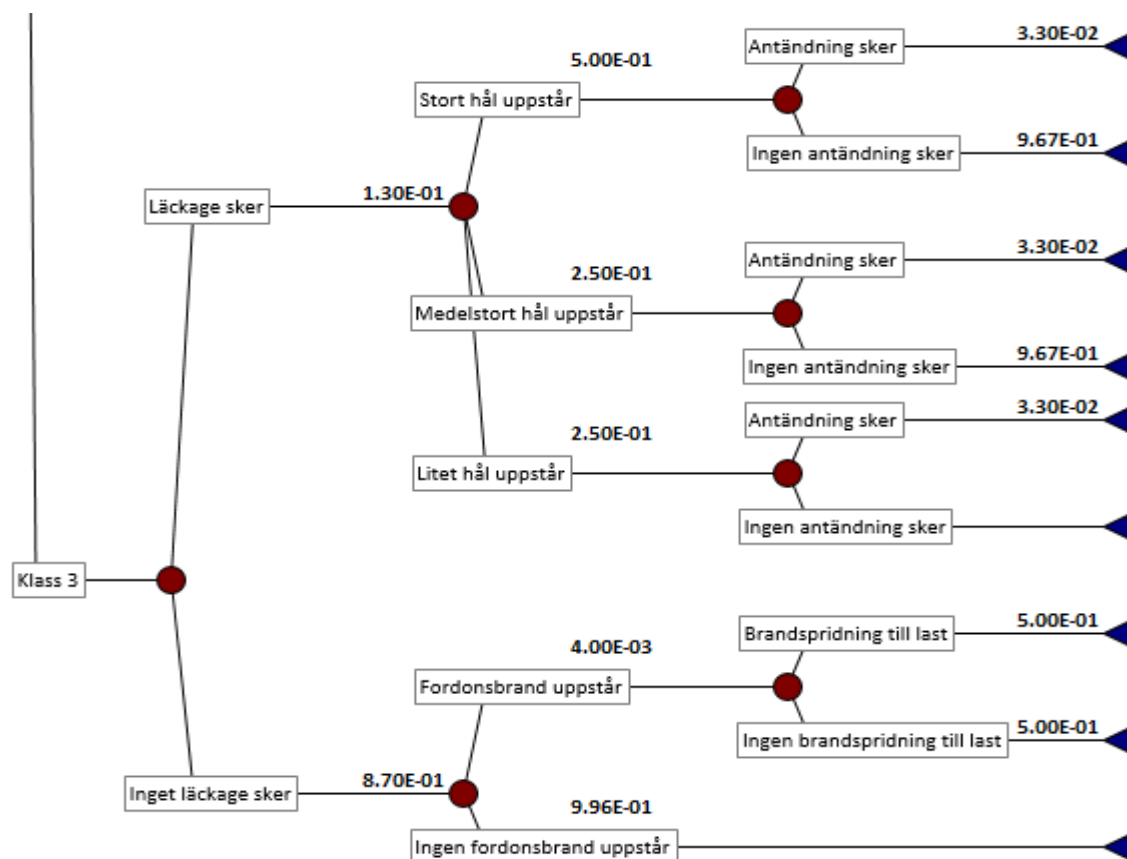 Antändning sker
3.30E-02
5.00E-01
Stort hål uppstår
Ingen antändning sker
9.67E-01
Läckage sker
1.30E-01
Antändning sker
3.30E-02
2.50E-01
Medelstort hål uppstår
Ingen antändning sker
9.67E-01
Antändning sker
3.30E-02
2.50E-01
Litet hål uppstår
Ingen antändning sker
Klass 3
Brandspridning till last
5.00E-01
4.00E-03
Fordonsbrand uppstår
Ingen brandspridning till last
5.00E-01
Inget läckage sker
8.70E-01
9.96E-01
Ingen fordonsbrand uppstår